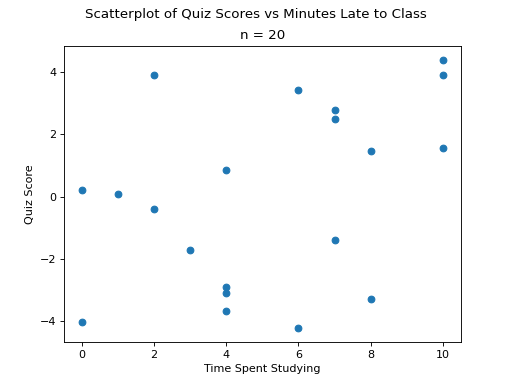 Scatterplot of Quiz Scores vs Minutes Late to Class
n = 20
4
2
0
−2
−4
Quiz Score
0 2 4 6 8 10
Time Spent Studying